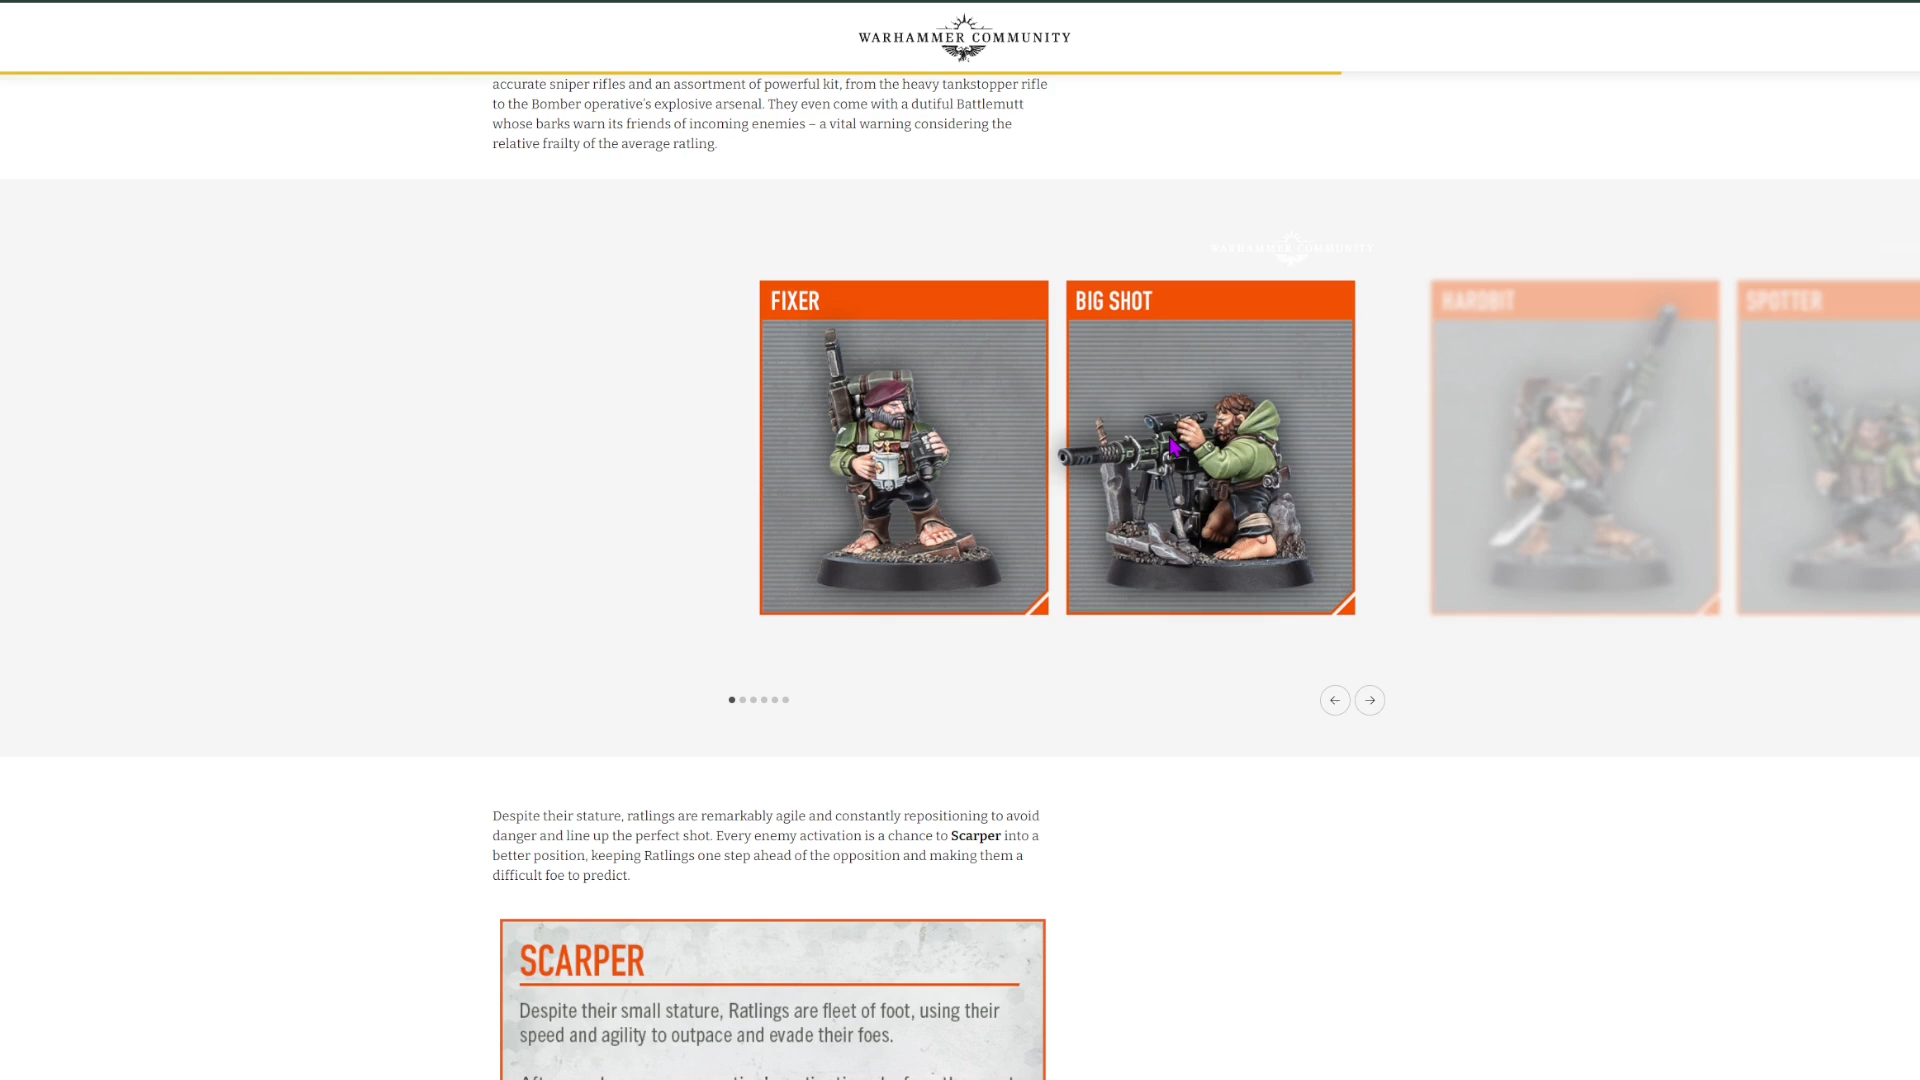 WARHAMMER COMMUNITY
accurate sniper rifles and an assortment of powerful kit, from the heavy tankstopper rifle
to the Bomber operative's explosive arsenal. They even come with a dutiful Battlemutt
whose barks warn its friends of incoming enemies – a vital warning considering the
relative frailty of the average ratling.
WARHAMMER COMMUNITY
FIXER
BIG SHOT
HARDBIT
SPOTTER
Despite their stature, ratlings are remarkably agile and constantly repositioning to avoid
danger and line up the perfect shot. Every enemy activation is a chance to Scarper into a
better position, keeping Ratlings one step ahead of the opposition and making them a
difficult foe to predict.
SCARPER
Despite their small stature, Ratlings are fleet of foot, using their
speed and agility to outpace and evade their foes.